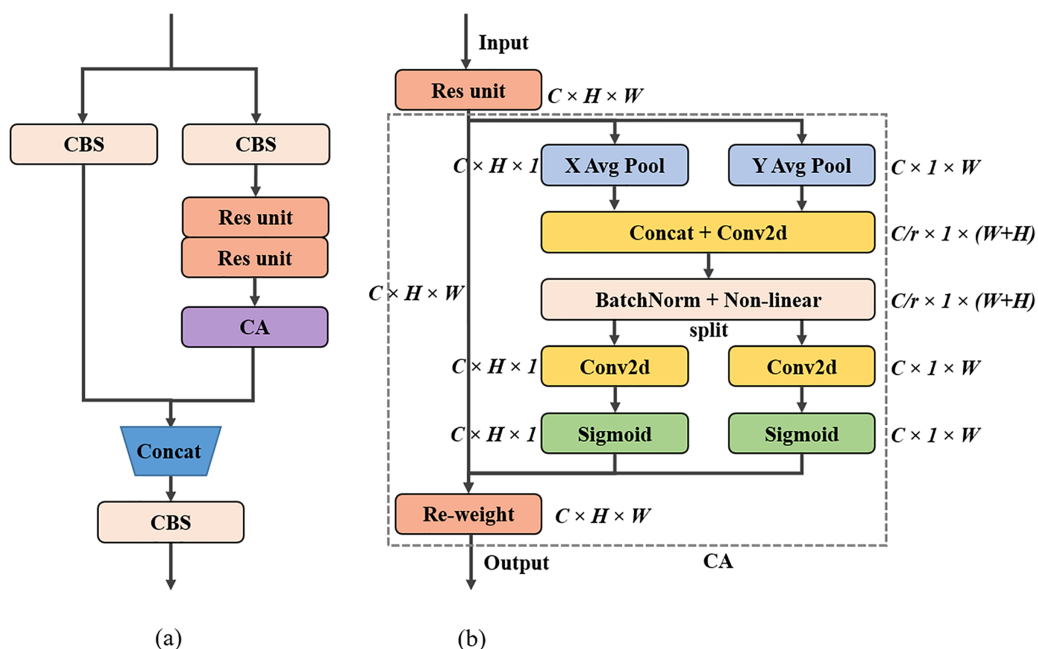 CBS
CBS
Res unit
Res unit
CA
Concat
CBS
(a)
Input
Res unit
C × H × W
C × H × 1
X Avg Pool
Y Avg Pool
C × 1 × W
Concat + Conv2d
C/r × 1 × (W+H)
C × H × W
BatchNorm + Non-linear
C/r × 1 × (W+H)
split
C × H × 1
Conv2d
Conv2d
C × 1 × W
C × H × 1
Sigmoid
Sigmoid
C × 1 × W
Re-weight
C × H × W
Output
CA
(b)